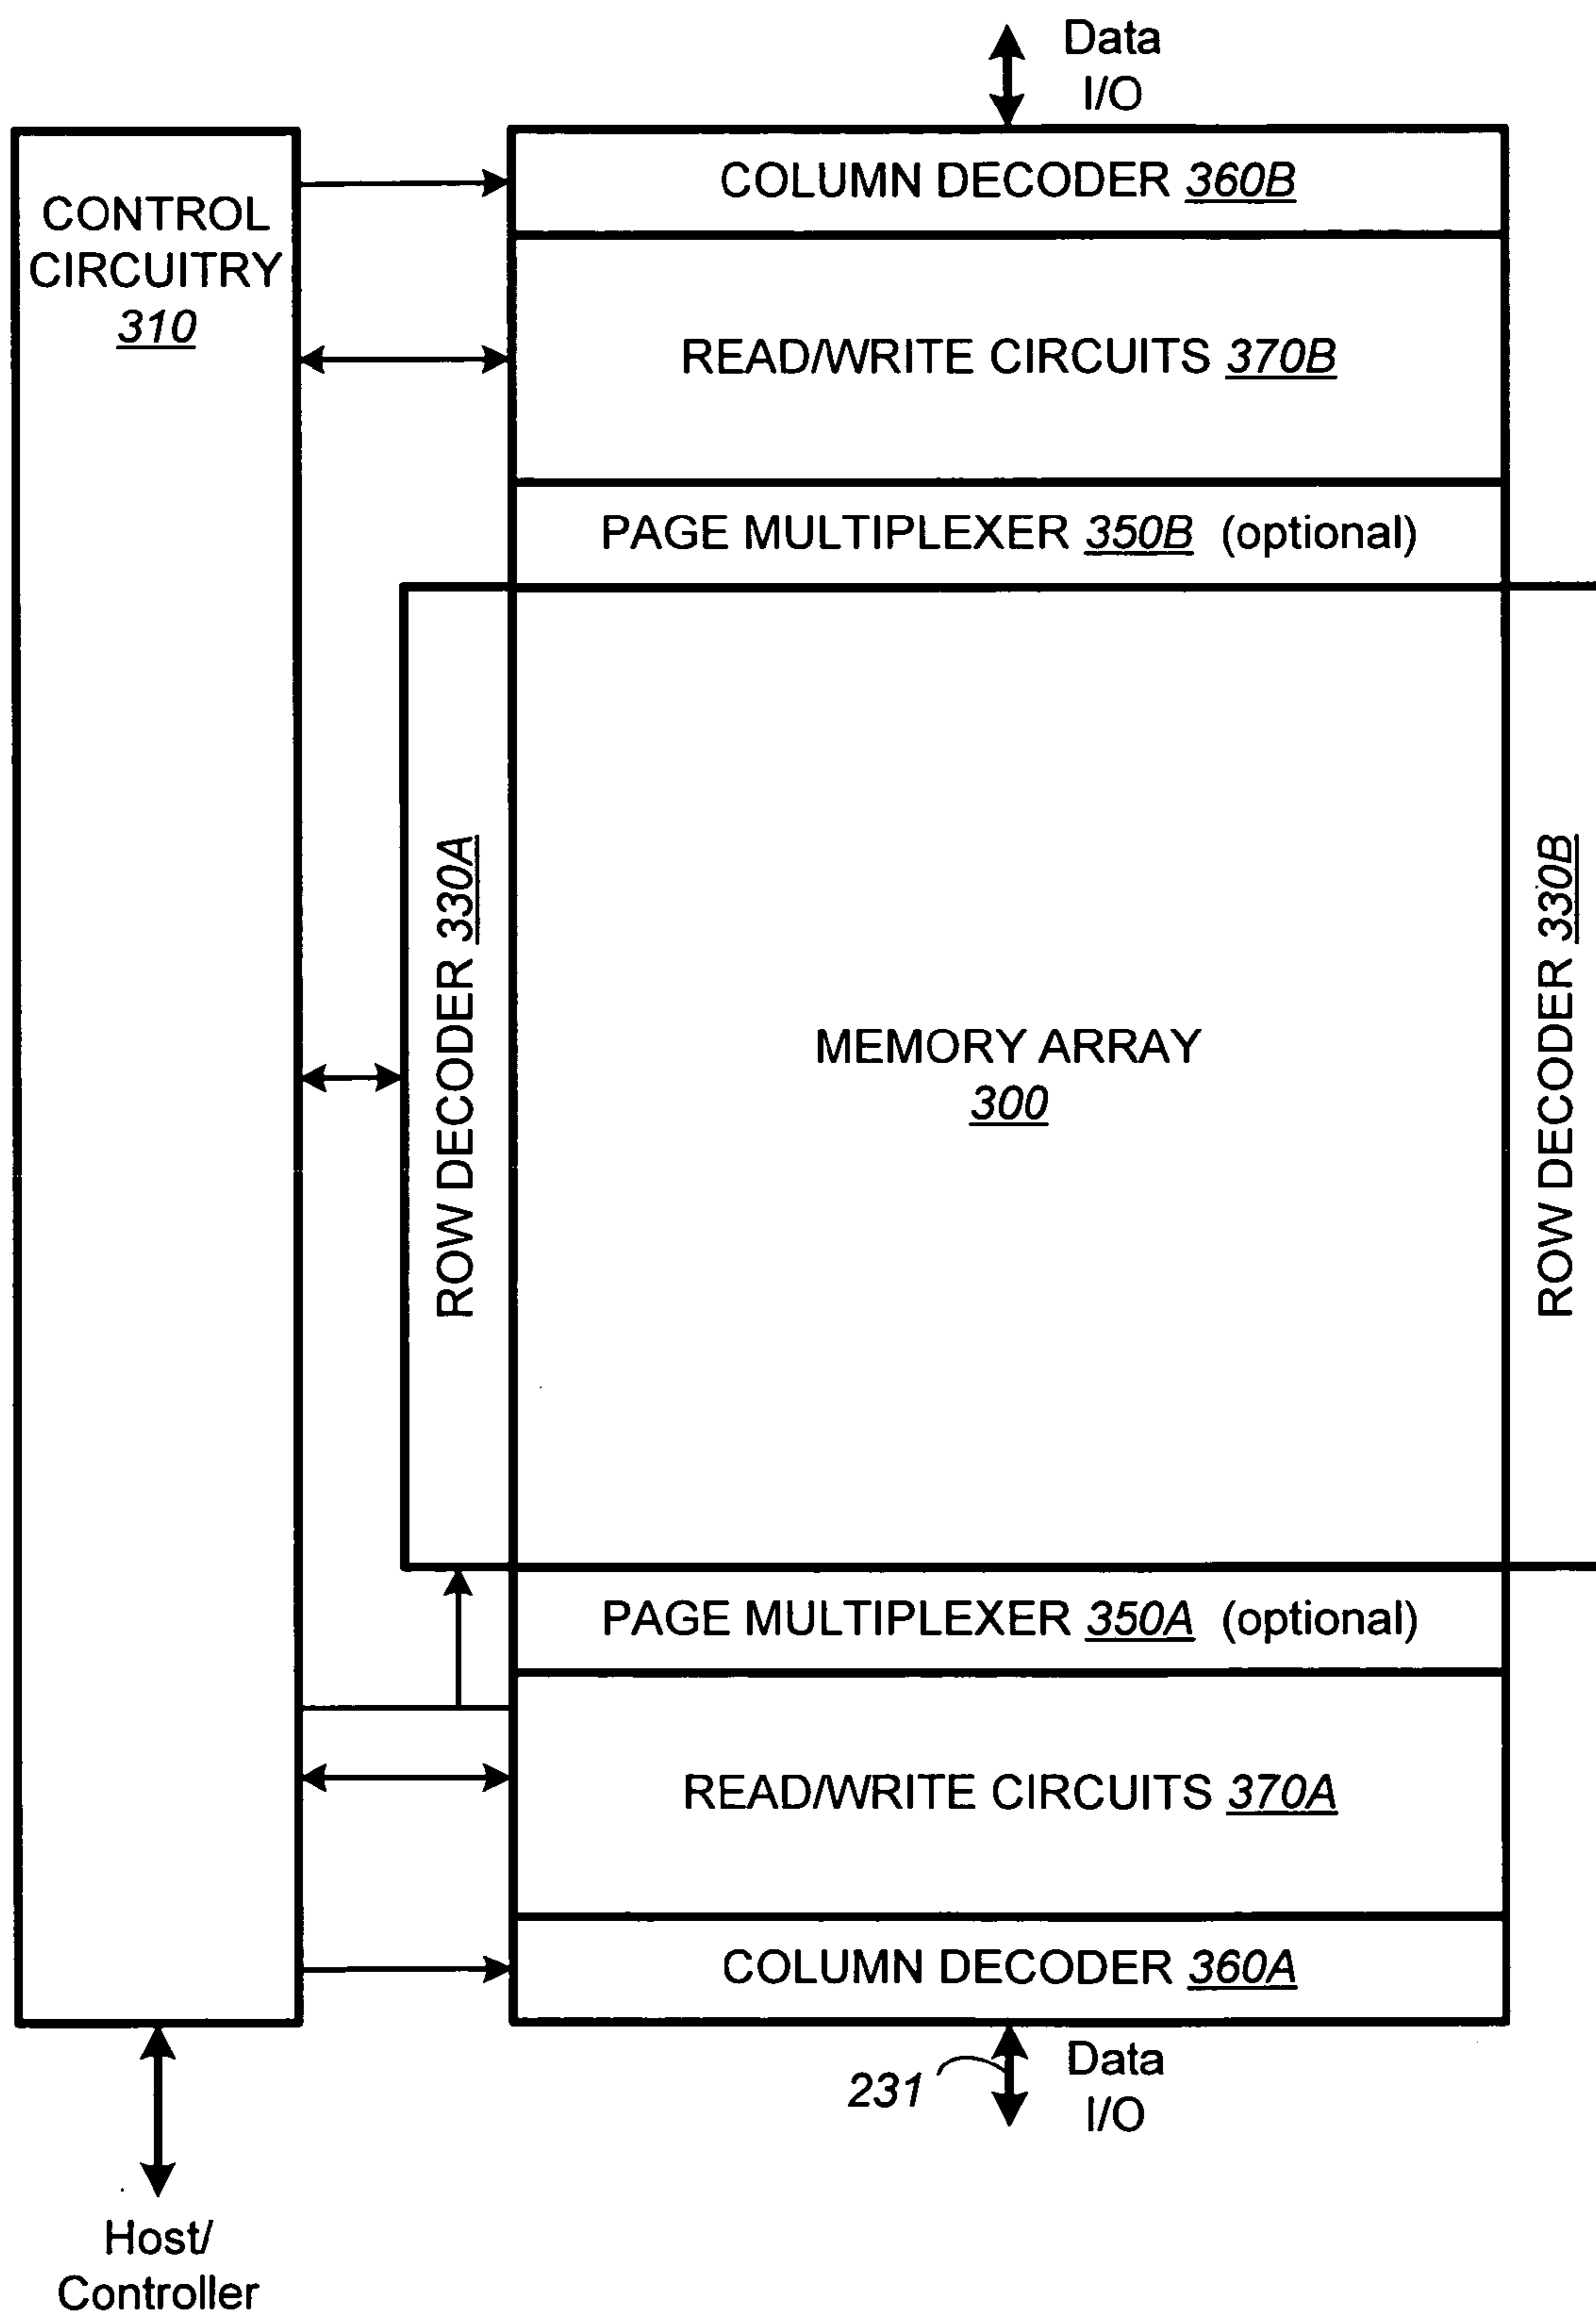 Data
I/O
COLUMN DECODER 360B
CONTROL
CIRCUITRY
310
READ/WRITE CIRCUITS 370B
PAGE MULTIPLEXER 350B (optional)
ROW DECODER 330A
MEMORY ARRAY
300
ROW DECODER 330B
PAGE MULTIPLEXER 350A (optional)
READ/WRITE CIRCUITS 370A
COLUMN DECODER 360A
231
Data
I/O
Host/
Controller